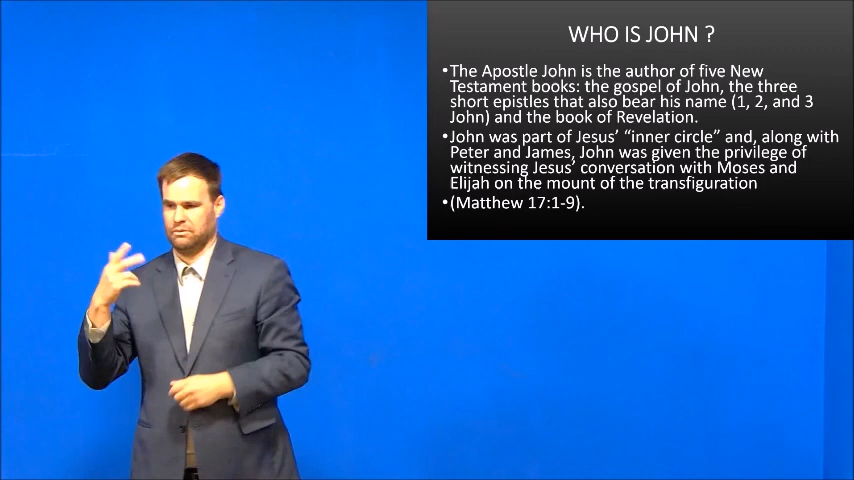 WHO IS JOHN ?
•The Apostle John is the author of five New
Testament books: the gospel of John, the three
short epistles that also bear his name (1, 2, and 3
John) and the book of Revelation.
•John was part of Jesus’ “inner circle” and, along with
Peter and James, John was given the privilege of
witnessing Jesus’ conversation with Moses and
Elijah on the mount of the transfiguration
•(Matthew 17:1-9).